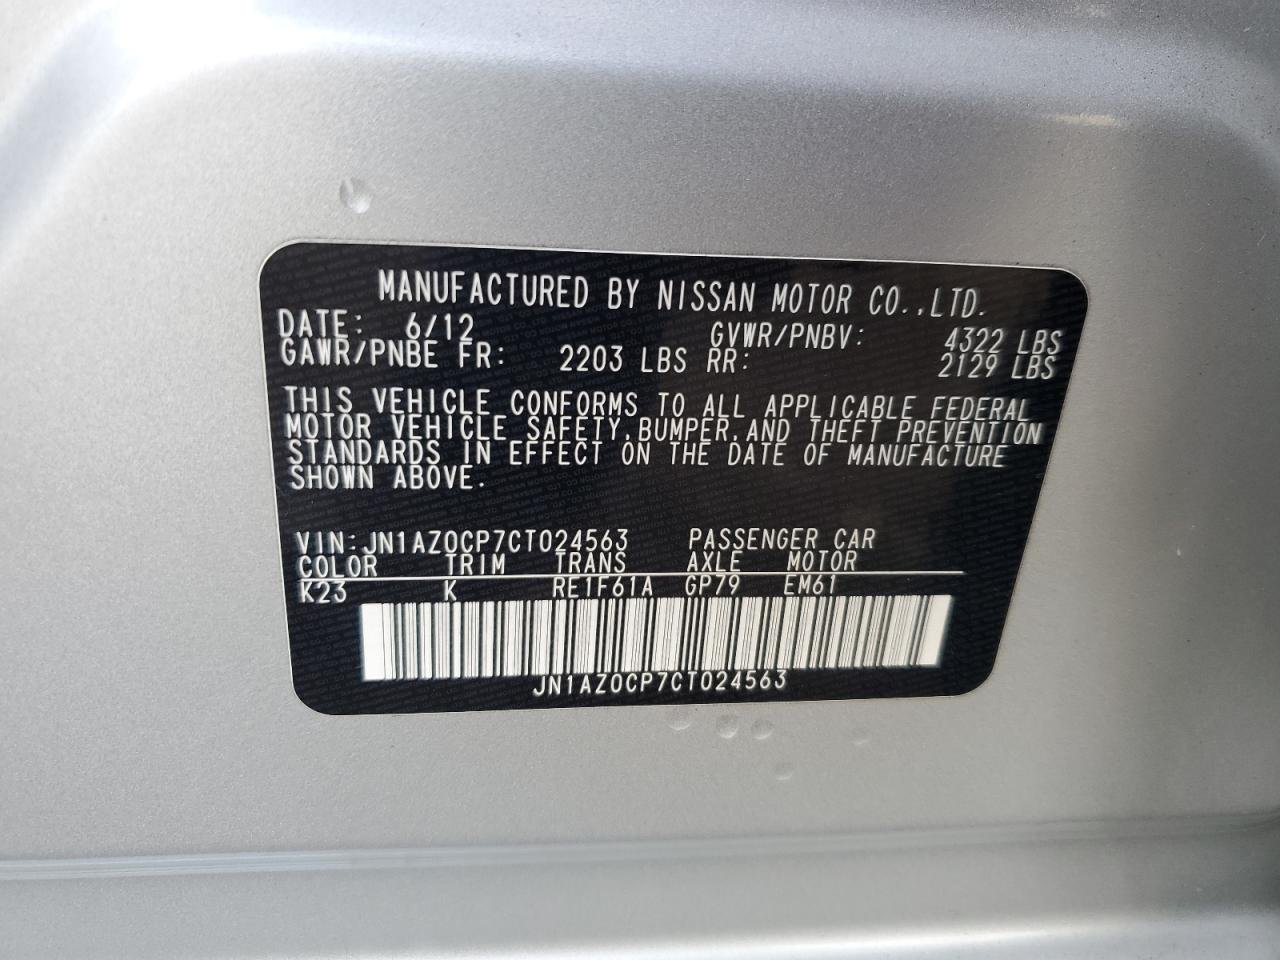 MANUFACTURED BY NISSAN MOTOR CO.,LTD.
DATE: 6/12 GVWR/PNBV: 4322 LBS
GAWR/PNBE FR: 2203 LBS RR: 2129 LBS
THIS VEHICLE CONFORMS TO ALL APPLICABLE FEDERAL
MOTOR VEHICLE SAFETY,BUMPER,AND THEFT PREVENTION
STANDARDS IN EFFECT ON THE DATE OF MANUFACTURE
SHOWN ABOVE.
VIN:JN1AZ0CP7CT024563 PASSENGER CAR
COLOR TRIM TRANS AXLE MOTOR
K23 K RE1F61A GP79 EM61
JN1AZ0CP7CT024563